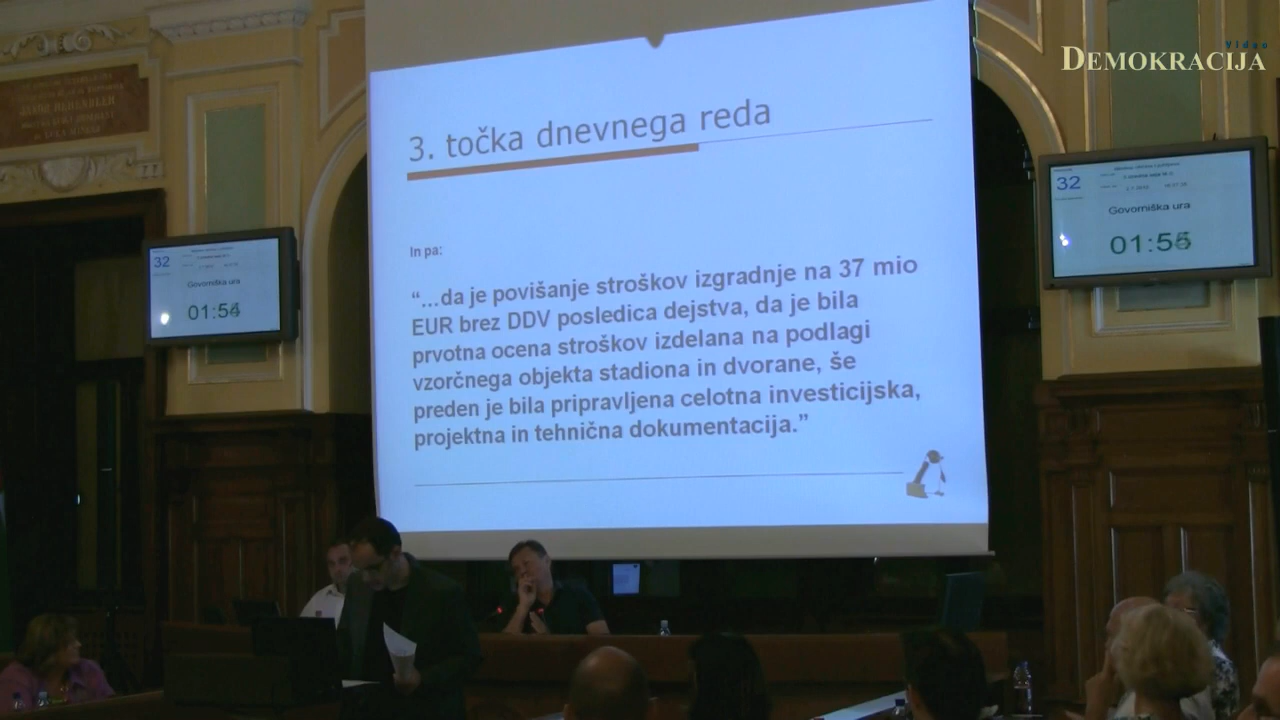 Video
DEMOKRACIJA
3. točka dnevnega reda
In pa:
“...da je povišanje stroškov izgradnje na 37 mio
EUR brez DDV posledica dejstva, da je bila
prvotna ocena stroškov izdelana na podlagi
vzorčnega objekta stadiona in dvorane, še
preden je bila pripravljena celotna investicijska,
projektna in tehnična dokumentacija.”
32
Govorniška ura
01:54
32
Govorniška ura